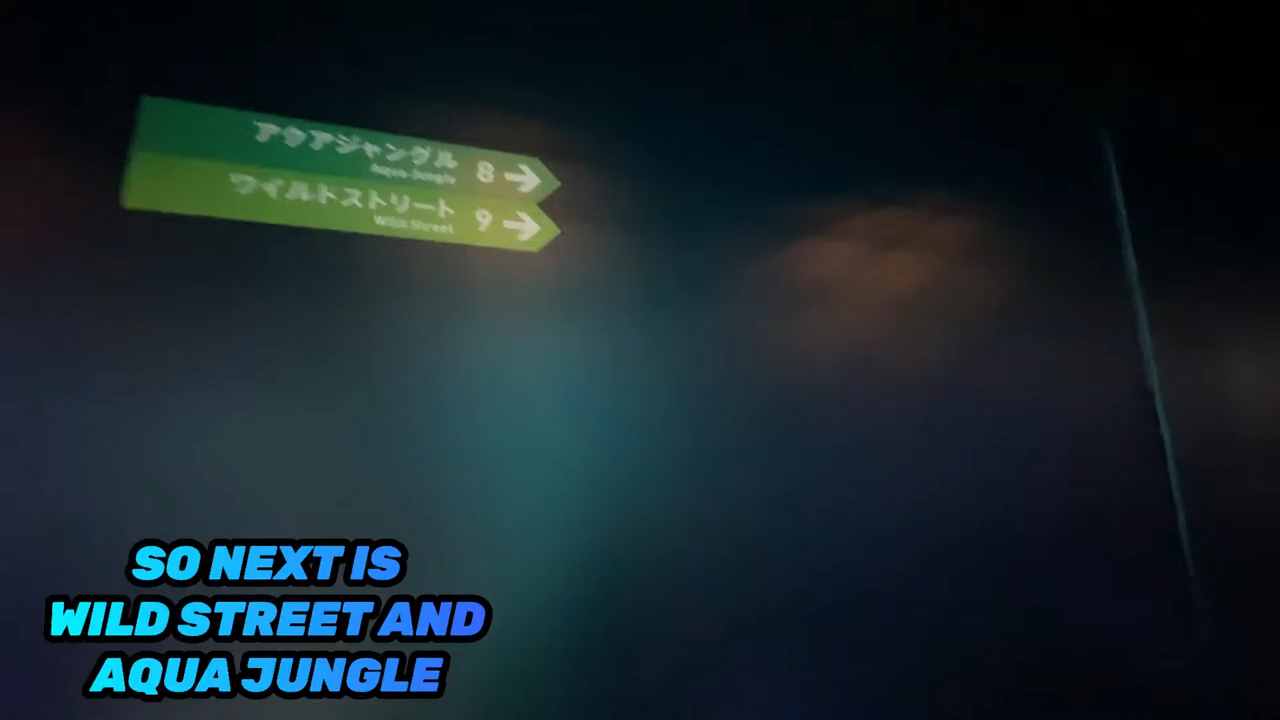 アクアジャングル 8 →
Aqua Jungle
ワイルドストリート 9 →
Wild Street
SO NEXT IS
WILD STREET AND
AQUA JUNGLE